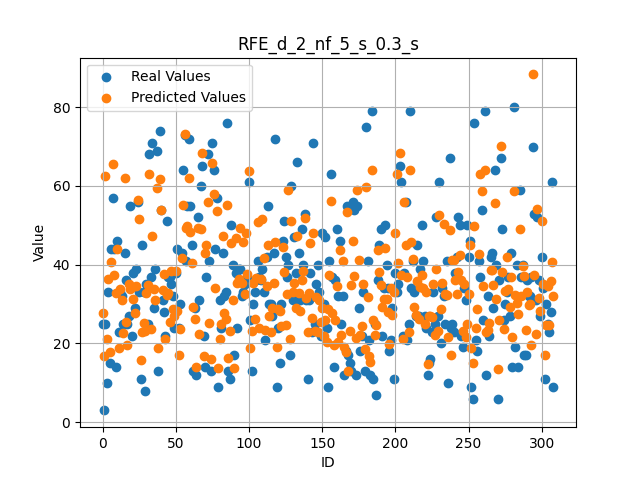 RFE_d_2_nf_5_s_0.3_s
Real Values
Predicted Values
Value
80
60
40
20
0
0 50 100 150 200 250 300
ID